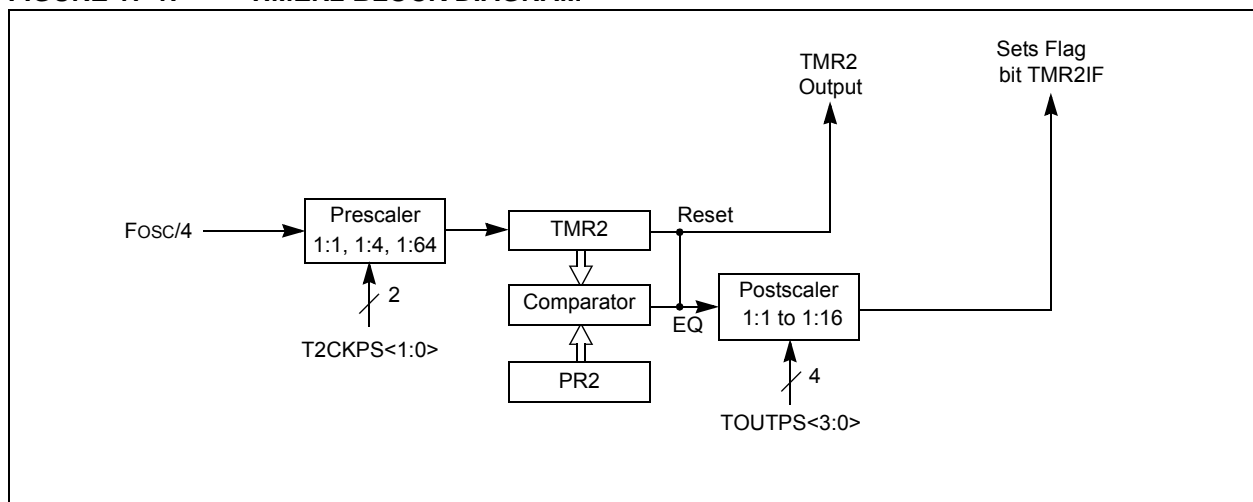 TMR2
Output
Sets Flag
bit TMR2IF
FOSC/4
Prescaler
1:1, 1:4, 1:64
2
T2CKPS<1:0>
TMR2
Reset
Comparator
EQ
PR2
Postscaler
1:1 to 1:16
4
TOUTPS<3:0>